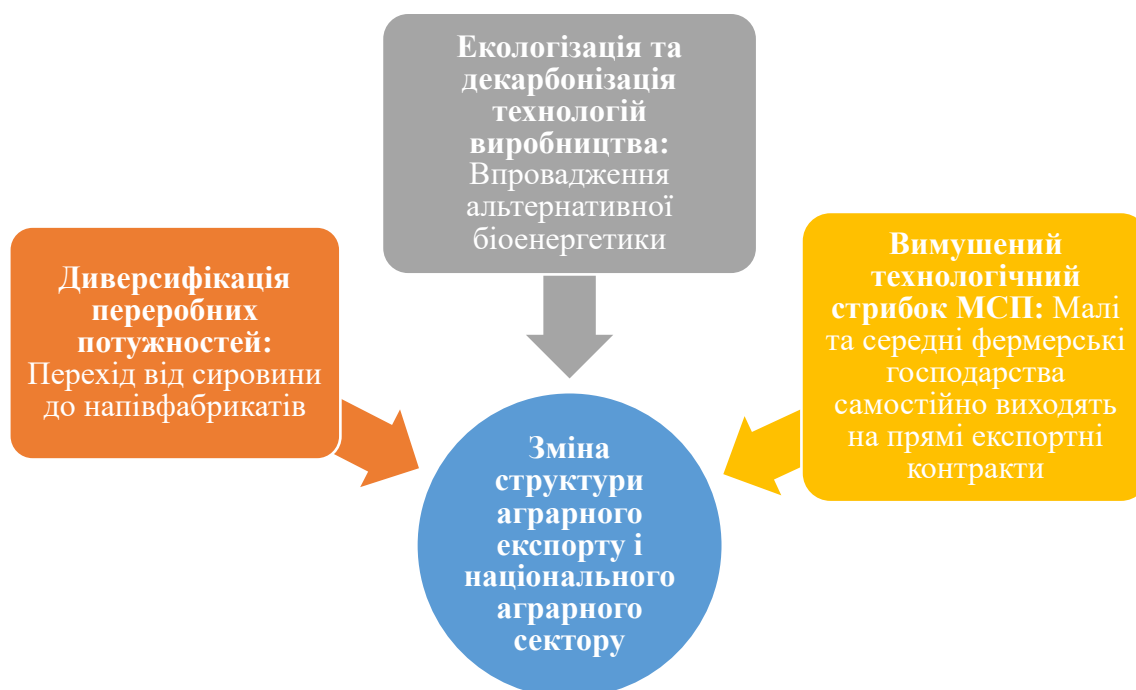 Екологізація та
декарбонізація
технологій
виробництва:
Впровадження
альтернативної
біоенергетики
Диверсифікація
переробних
потужностей:
Перехід від сировини
до напівфабрикатів
Вимушений
технологічний
стрибок МСП: Малі
та середні фермерські
господарства
самостійно виходять
на прямі експортні
контракти
Зміна
структури
аграрного
експорту і
національного
аграрного
сектору